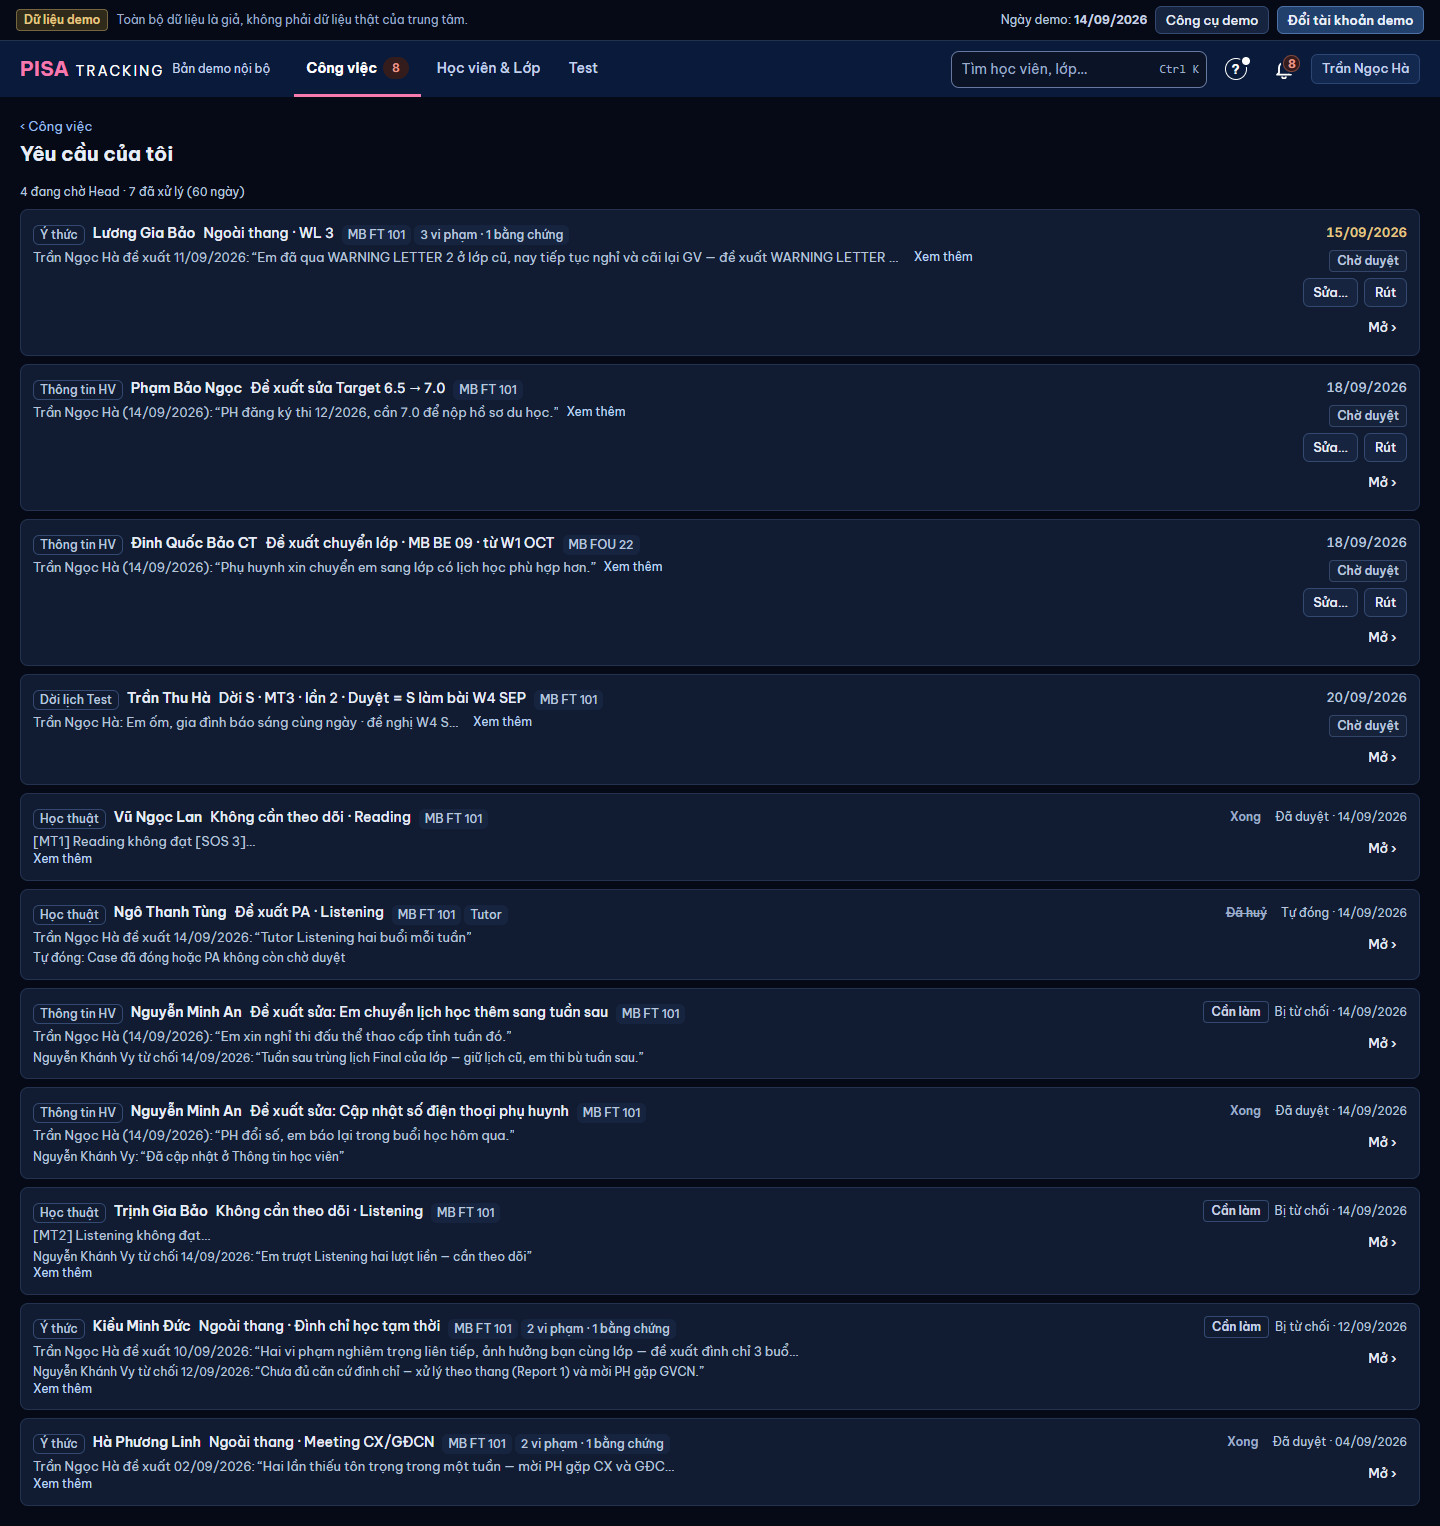 Dữ liệu demo Toàn bộ dữ liệu là giả, không phải dữ liệu thật của trung tâm. Ngày demo: 14/09/2026 Công cụ demo Đổi tài khoản demo
PISA TRACKING Bản demo nội bộ Công việc 8 Học viên & Lớp Test Tìm học viên, lớp... Ctrl K ? 8 Trần Ngọc Hà
‹ Công việc
Yêu cầu của tôi
4 đang chờ Head · 7 đã xử lý (60 ngày)
Ý thức Lương Gia Bảo Ngoài thang · WL 3 MB FT 101 3 vi phạm · 1 bằng chứng 15/09/2026
Trần Ngọc Hà đề xuất 11/09/2026: “Em đã qua WARNING LETTER 2 ở lớp cũ, nay tiếp tục nghỉ và cãi lại GV — đề xuất WARNING LETTER ... Xem thêm
Chờ duyệt
Sửa... Rút
Mở ›
Thông tin HV Phạm Bảo Ngọc Đề xuất sửa Target 6.5 → 7.0 MB FT 101 18/09/2026
Trần Ngọc Hà (14/09/2026): “PH đăng ký thi 12/2026, cần 7.0 để nộp hồ sơ du học.” Xem thêm
Chờ duyệt
Sửa... Rút
Mở ›
Thông tin HV Đinh Quốc Bảo CT Đề xuất chuyển lớp · MB BE 09 · từ W1 OCT MB FOU 22 18/09/2026
Trần Ngọc Hà (14/09/2026): “Phụ huynh xin chuyển em sang lớp có lịch học phù hợp hơn.” Xem thêm
Chờ duyệt
Sửa... Rút
Mở ›
Dời lịch Test Trần Thu Hà Dời S · MT3 · lần 2 · Duyệt = S làm bài W4 SEP MB FT 101 20/09/2026
Trần Ngọc Hà: Em ốm, gia đình báo sáng cùng ngày · đề nghị W4 S... Xem thêm
Chờ duyệt
Mở ›
Học thuật Vũ Ngọc Lan Không cần theo dõi · Reading MB FT 101 Xong Đã duyệt · 14/09/2026
[MT1] Reading không đạt [SOS 3]...
Xem thêm
Mở ›
Học thuật Ngô Thanh Tùng Đề xuất PA · Listening MB FT 101 Tutor Đã huỷ Tự đóng · 14/09/2026
Trần Ngọc Hà đề xuất 14/09/2026: “Tutor Listening hai buổi mỗi tuần”
Tự đóng: Case đã đóng hoặc PA không còn chờ duyệt
Mở ›
Thông tin HV Nguyễn Minh An Đề xuất sửa: Em chuyển lịch học thêm sang tuần sau MB FT 101 Cần làm Bị từ chối · 14/09/2026
Trần Ngọc Hà (14/09/2026): “Em xin nghỉ thi đấu thể thao cấp tỉnh tuần đó.”
Nguyễn Khánh Vy từ chối 14/09/2026: “Tuần sau trùng lịch Final của lớp — giữ lịch cũ, em thi bù tuần sau.”
Mở ›
Thông tin HV Nguyễn Minh An Đề xuất sửa: Cập nhật số điện thoại phụ huynh MB FT 101 Xong Đã duyệt · 14/09/2026
Trần Ngọc Hà (14/09/2026): “PH đổi số, em báo lại trong buổi học hôm qua.”
Nguyễn Khánh Vy: “Đã cập nhật ở Thông tin học viên”
Mở ›
Học thuật Trịnh Gia Bảo Không cần theo dõi · Listening MB FT 101 Cần làm Bị từ chối · 14/09/2026
[MT2] Listening không đạt...
Nguyễn Khánh Vy từ chối 14/09/2026: “Em trượt Listening hai lượt liền — cần theo dõi”
Xem thêm
Mở ›
Ý thức Kiều Minh Đức Ngoài thang · Đình chỉ học tạm thời MB FT 101 2 vi phạm · 1 bằng chứng Cần làm Bị từ chối · 12/09/2026
Trần Ngọc Hà đề xuất 10/09/2026: “Hai vi phạm nghiêm trọng liên tiếp, ảnh hưởng bạn cùng lớp — đề xuất đình chỉ 3 buổ...
Nguyễn Khánh Vy từ chối 12/09/2026: “Chưa đủ căn cứ đình chỉ — xử lý theo thang (Report 1) và mời PH gặp GVCN.”
Xem thêm
Mở ›
Ý thức Hà Phương Linh Ngoài thang · Meeting CX/GĐCN MB FT 101 2 vi phạm · 1 bằng chứng Xong Đã duyệt · 04/09/2026
Trần Ngọc Hà đề xuất 02/09/2026: “Hai lần thiếu tôn trọng trong một tuần — mời PH gặp CX và GĐC...
Xem thêm
Mở ›